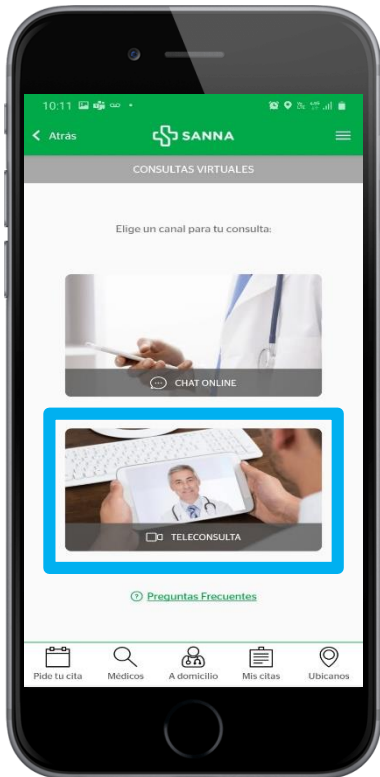 10:11
Atrás
SANNA
CONSULTAS VIRTUALES
Elige un canal para tu consulta:
CHAT ONLINE
TELECONSULTA
Preguntas Frecuentes
Pide tu cita Médicos A domicilio Mis citas Ubicanos